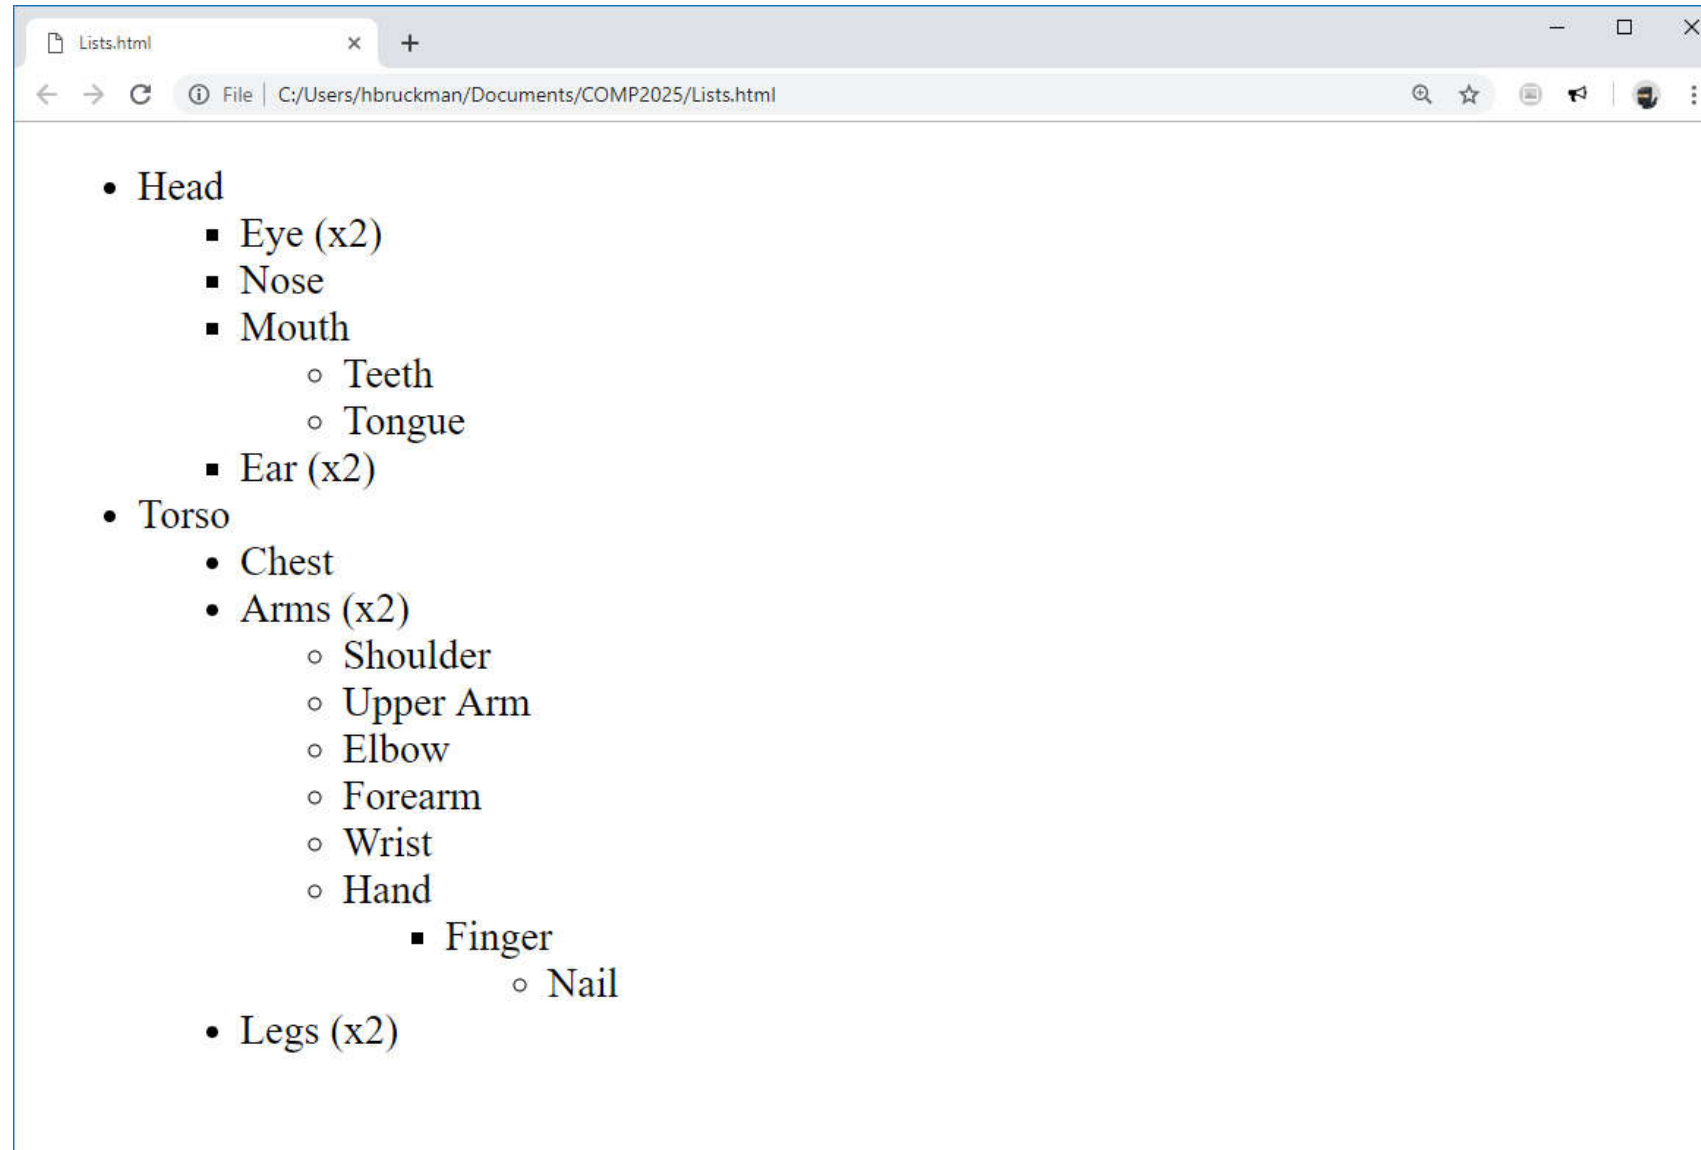 Lists.html
File C:/Users/hbruckman/Documents/COMP2025/Lists.html
Head
Eye (x2)
Nose
Mouth
Teeth
Tongue
Ear (x2)
Torso
Chest
Arms (x2)
Shoulder
Upper Arm
Elbow
Forearm
Wrist
Hand
Finger
Nail
Legs (x2)